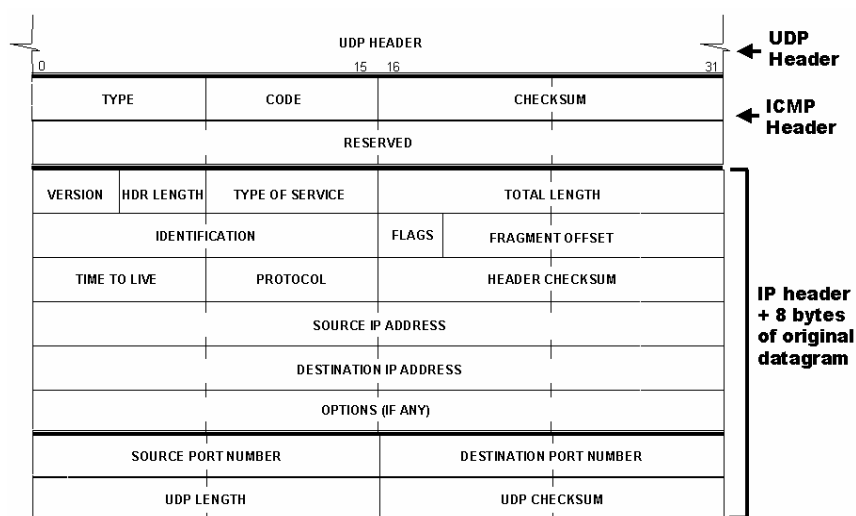 UDP HEADER
UDP
Header
0 15 16 31
TYPE CODE CHECKSUM
ICMP
Header
RESERVED
VERSION HDR LENGTH TYPE OF SERVICE TOTAL LENGTH
IDENTIFICATION FLAGS FRAGMENT OFFSET
TIME TO LIVE PROTOCOL HEADER CHECKSUM
IP header
+ 8 bytes
of original
datagram
SOURCE IP ADDRESS
DESTINATION IP ADDRESS
OPTIONS (IF ANY)
SOURCE PORT NUMBER DESTINATION PORT NUMBER
UDP LENGTH UDP CHECKSUM